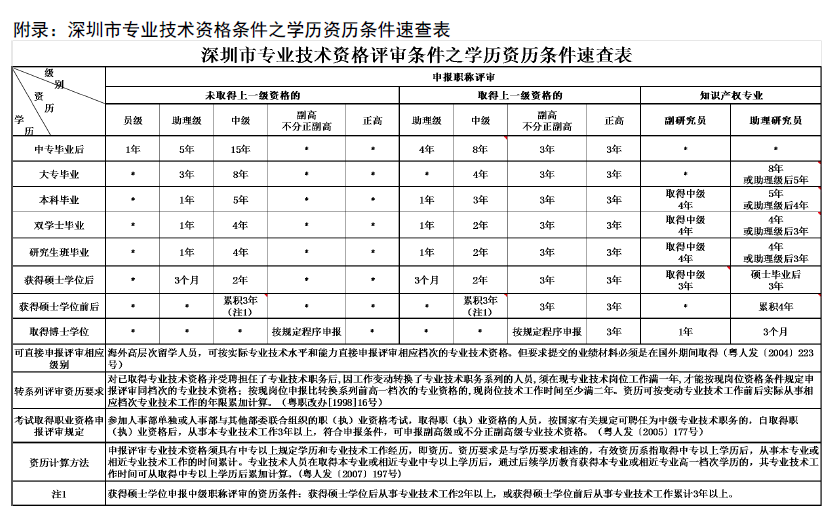 附录：深圳市专业技术资格条件之学历资历条件速查表
深圳市专业技术资格评审条件之学历资历条件速查表
级别 资历 学历 申报职称评审
未取得上一级资格的 取得上一级资格的 知识产权专业
员级 助理级 中级 副高 不分正副高 正高 助理级 中级 副高 不分正副高 正高 副研究员 助理研究员
中专毕业后 1年 5年 15年 * * 4年 8年 3年 3年 * *
大专毕业 * 3年 8年 * * * 4年 3年 3年 * 8年 或助理级后5年
本科毕业 * 1年 5年 * * 1年 3年 3年 3年 取得中级 4年 5年 或助理级后4年
双学士毕业 * 1年 4年 * * 1年 2年 3年 3年 取得中级 4年 4年 或助理级后3年
研究生班毕业 * 1年 4年 * * 1年 2年 3年 3年 取得中级 4年 4年 或助理级后3年
获得硕士学位后 * 3个月 2年 * * 3个月 2年 3年 3年 取得中级 3年 硕士毕业后 3年
获得硕士学位前后 * * 累积3年 （注1） * * * 累积3年 （注1） 3年 3年 * 累积4年
取得博士学位 * * * 按规定程序申报 * * 按规定程序申报 3年 1年 3个月
可直接申报评审相应级别 海外高层次留学人员，可按实际专业技术水平和能力直接申报评审相应档次的专业技术资格。但要求提交的业绩材料必须是在国外期间取得（粤人发〔2004〕223
号）
转系列评审资历要求 对已取得专业技术资格并受聘担任了专业技术职务后,因工作变动转换了专业技术职务系列的人员,须在现专业技术岗位工作满一年,才能按现岗位资格条件规定申
报评审同档次的专业技术资格；按现岗位申报比转换系列前高一档次的专业资格的,现岗位技术工作时间至少满二年。资历可按变动专业技术工作前后实际从事相
应档次专业技术工作的年限累加计算。（粤职改办[1998]16号）
考试取得职业资格申报评审规定 参加人事部单独或人事部与其他部委联合组织的职（执）业资格考试，取得职（执）业资格的人员，按国家有关规定可聘任为中级专业技术职务的，自取得职
（执）业资格后，从事本专业技术工作3年以上，符合申报条件，可申报副高级或不分正副高级专业技术资格。（粤人发〔2005〕177号）
资历计算方法 申报评审专业技术资格须具有中专以上规定学历和专业技术工作经历，即资历。资历要求是与学历要求相连的，有效资历系指取得中专以上学历后，从事本专业或
相近专业技术工作的时间累计。专业技术人员在取得本专业或相近专业中专以上学历后，通过后续学历教育获得本专业或相近专业高一档次学历的，其专业技术工
作时间可从取得中专以上学历后累加计算。（粤人发〔2007〕197号）
注1 获得硕士学位申报中级职称评审的资历条件：获得硕士学位后从事专业技术工作2年以上，或获得硕士学位前后从事专业技术工作累计3年以上。